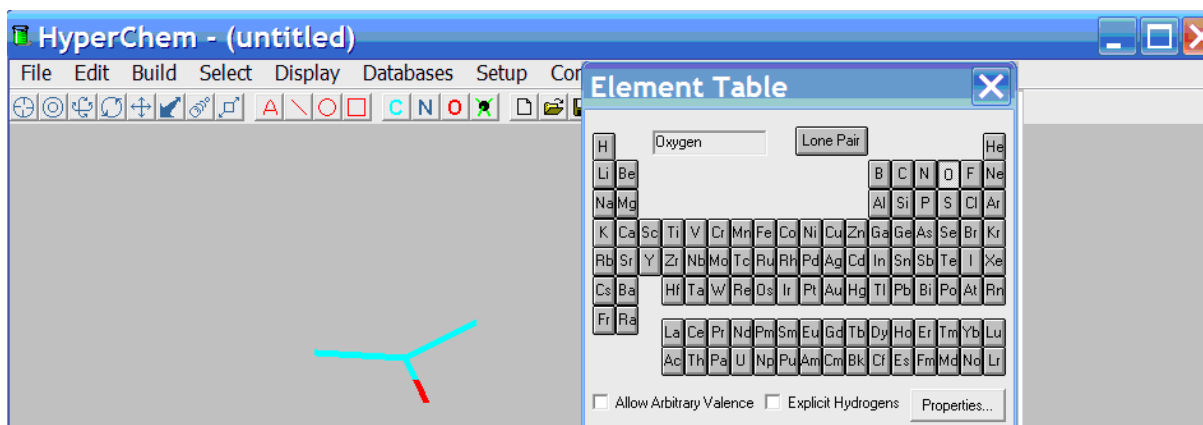 HyperChem - (untitled)
File Edit Build Select Display Databases Setup
A C N O
Element Table
Oxygen Lone Pair
H He
Li Be B C N O F Ne
Na Mg Al Si P S Cl Ar
K Ca Sc Ti V Cr Mn Fe Co Ni Cu Zn Ga Ge As Se Br Kr
Rb Sr Y Zr Nb Mo Tc Ru Rh Pd Ag Cd In Sn Sb Te I Xe
Cs Ba Hf Ta W Re Os Ir Pt Au Hg Tl Pb Bi Po At Rn
Fr Ra
La Ce Pr Nd Pm Sm Eu Gd Tb Dy Ho Er Tm Yb Lu
Ac Th Pa U Np Pu Am Cm Bk Cf Es Fm Md No Lr
Allow Arbitrary Valence Explicit Hydrogens Properties...